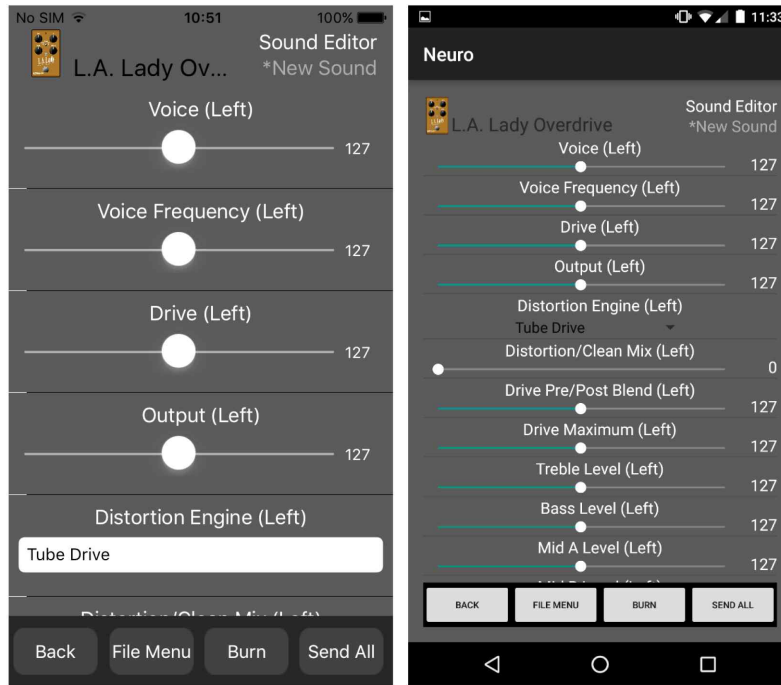 No SIM 10:51 100%
Sound Editor
L.A. Lady Ov... *New Sound
Voice (Left)
127
Voice Frequency (Left)
127
Drive (Left)
127
Output (Left)
127
Distortion Engine (Left)
Tube Drive
Distortion/Clean Mix (Left)
Back File Menu Burn Send All
11:33
Neuro
Sound Editor
L.A. Lady Overdrive *New Sound
Voice (Left)
127
Voice Frequency (Left)
127
Drive (Left)
127
Output (Left)
127
Distortion Engine (Left)
Tube Drive
Distortion/Clean Mix (Left)
0
Drive Pre/Post Blend (Left)
127
Drive Maximum (Left)
127
Treble Level (Left)
127
Bass Level (Left)
127
Mid A Level (Left)
127
BACK FILE MENU BURN SEND ALL